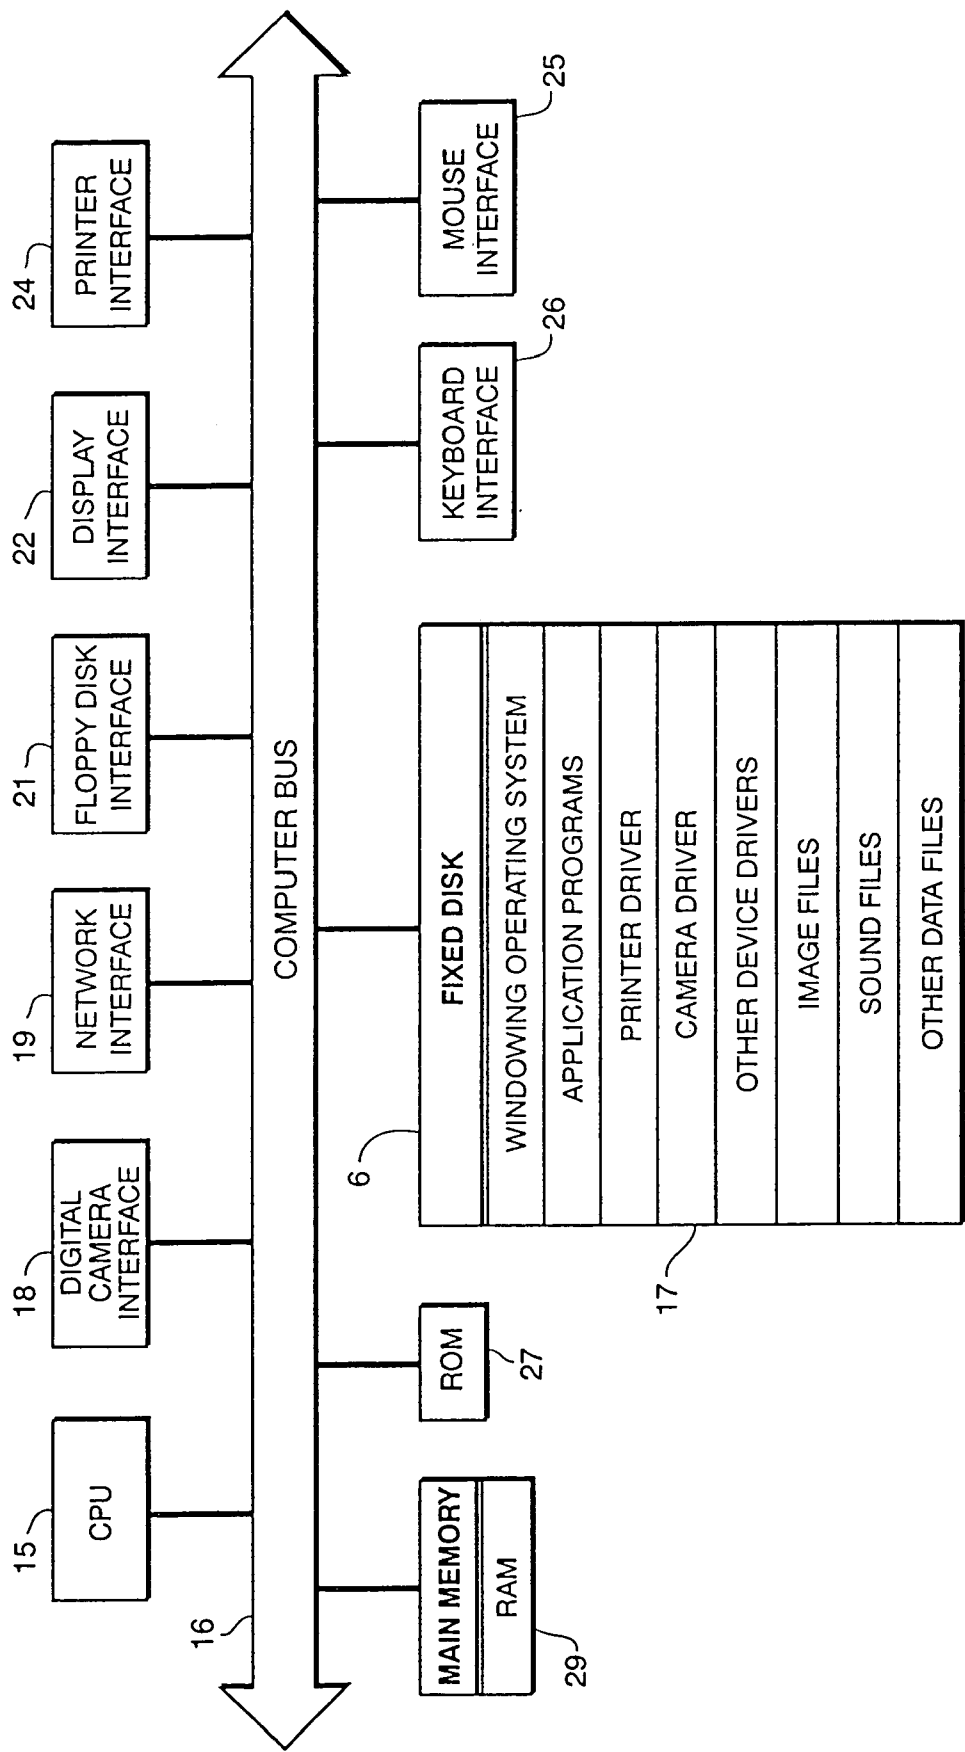 15
CPU
18
DIGITAL
CAMERA
INTERFACE
19
NETWORK
INTERFACE
21
FLOPPY DISK
INTERFACE
22
DISPLAY
INTERFACE
24
PRINTER
INTERFACE
16
COMPUTER BUS
MAIN MEMORY
RAM
29
ROM
27
6
FIXED DISK
WINDOWING OPERATING SYSTEM
APPLICATION PROGRAMS
PRINTER DRIVER
CAMERA DRIVER
OTHER DEVICE DRIVERS
IMAGE FILES
SOUND FILES
OTHER DATA FILES
17
KEYBOARD
INTERFACE
26
MOUSE
INTERFACE
25